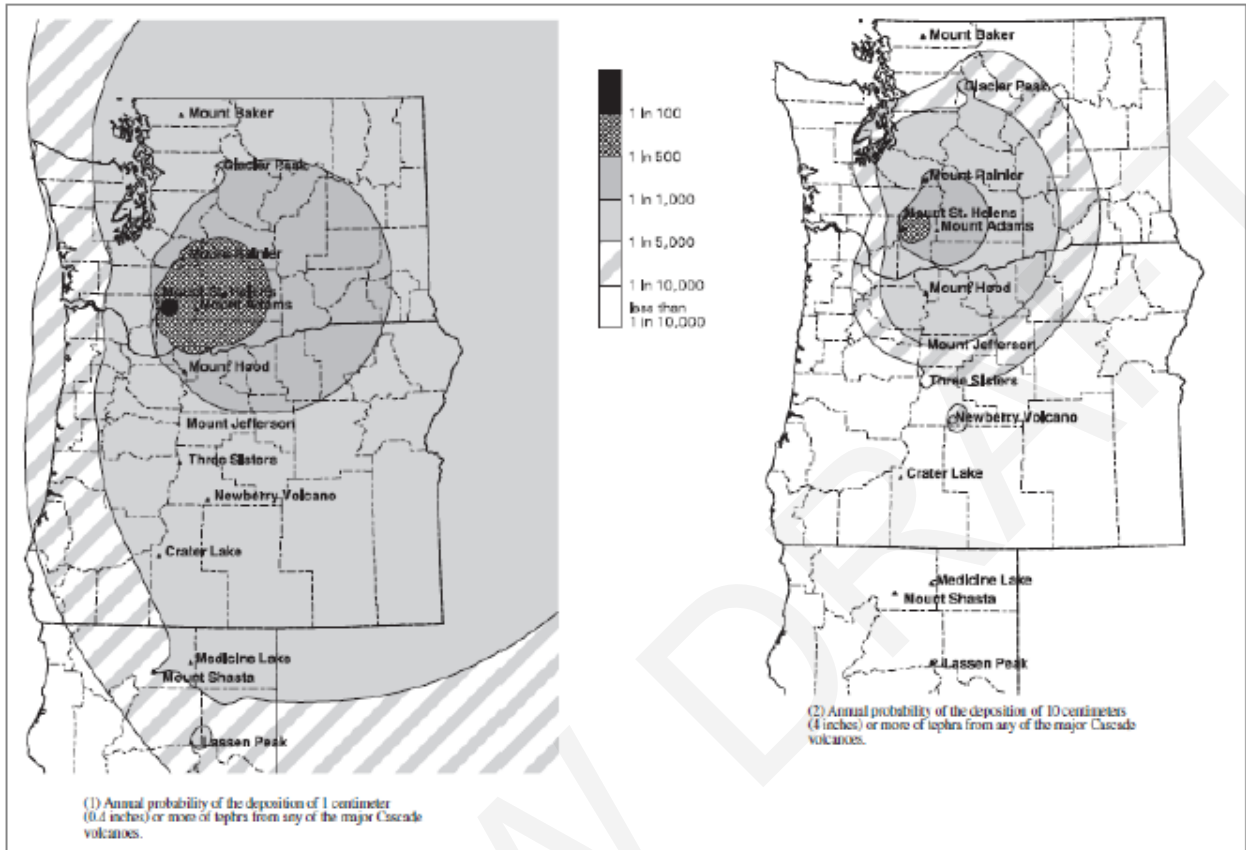 Mount Baker
Glacier Peak
Mount Rainier
Mount St. Helens
Mount Adams
Mount Hood
Mount Jefferson
Three Sisters
Newberry Volcano
Crater Lake
Medicine Lake
Mount Shasta
Lassen Peak
(1) Annual probability of the deposition of 1 centimeter
(0.4 inches) or more of tephra from any of the major Cascade
volcanoes.
1 in 100
1 in 500
1 in 1,000
1 in 5,000
1 in 10,000
less than
1 in 10,000
Mount Baker
Glacier Peak
Mount Rainier
Mount St. Helens
Mount Adams
Mount Hood
Mount Jefferson
Three Sisters
Newberry Volcano
Crater Lake
Medicine Lake
Mount Shasta
Lassen Peak
(2) Annual probability of the deposition of 10 centimeters
(4 inches) or more of tephra from any of the major Cascade
volcanoes.
DRAFT